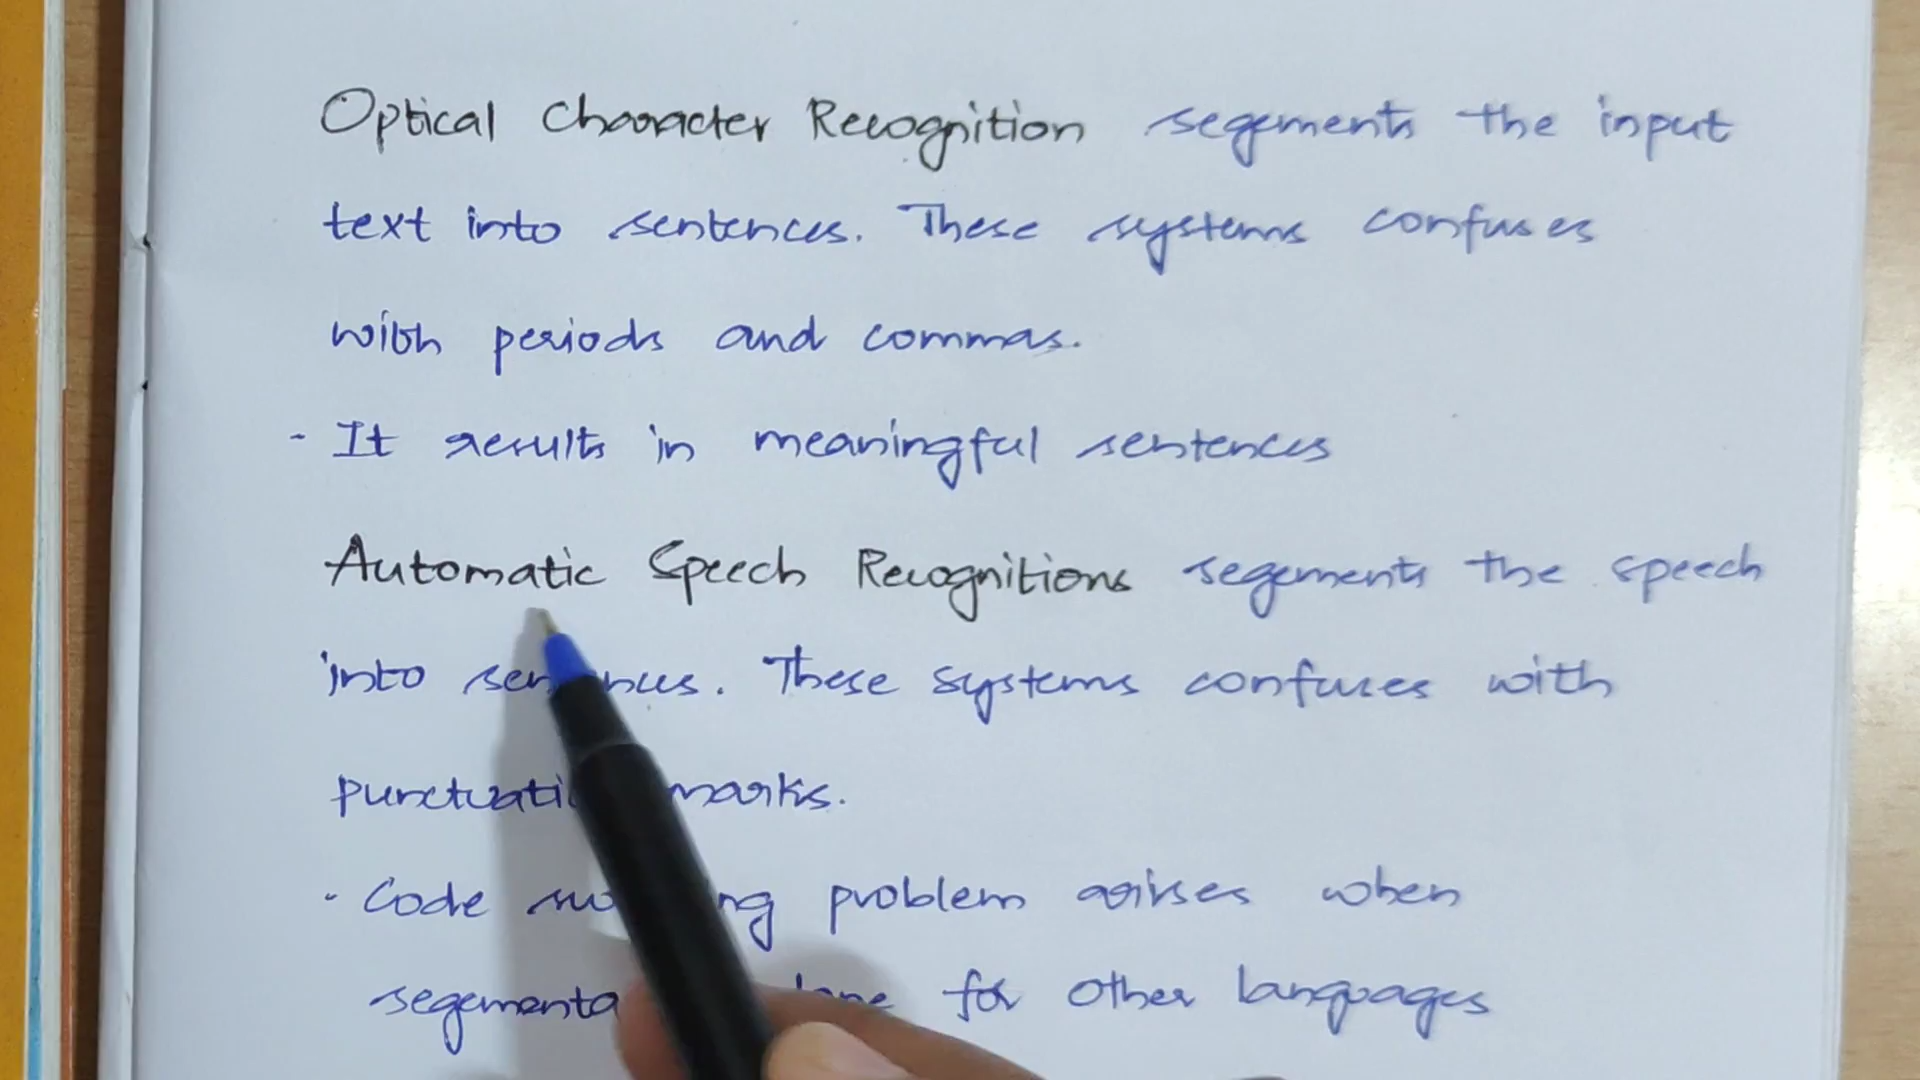 Optical Character Recognition segements the input
text into sentences. These systems confuses
with periods and commas.
- It results in meaningful sentences
Automatic Speech Recognitions segements the speech
into sentences. These systems confuses with
punctuation marks.
- Code problem arises when
for other languages